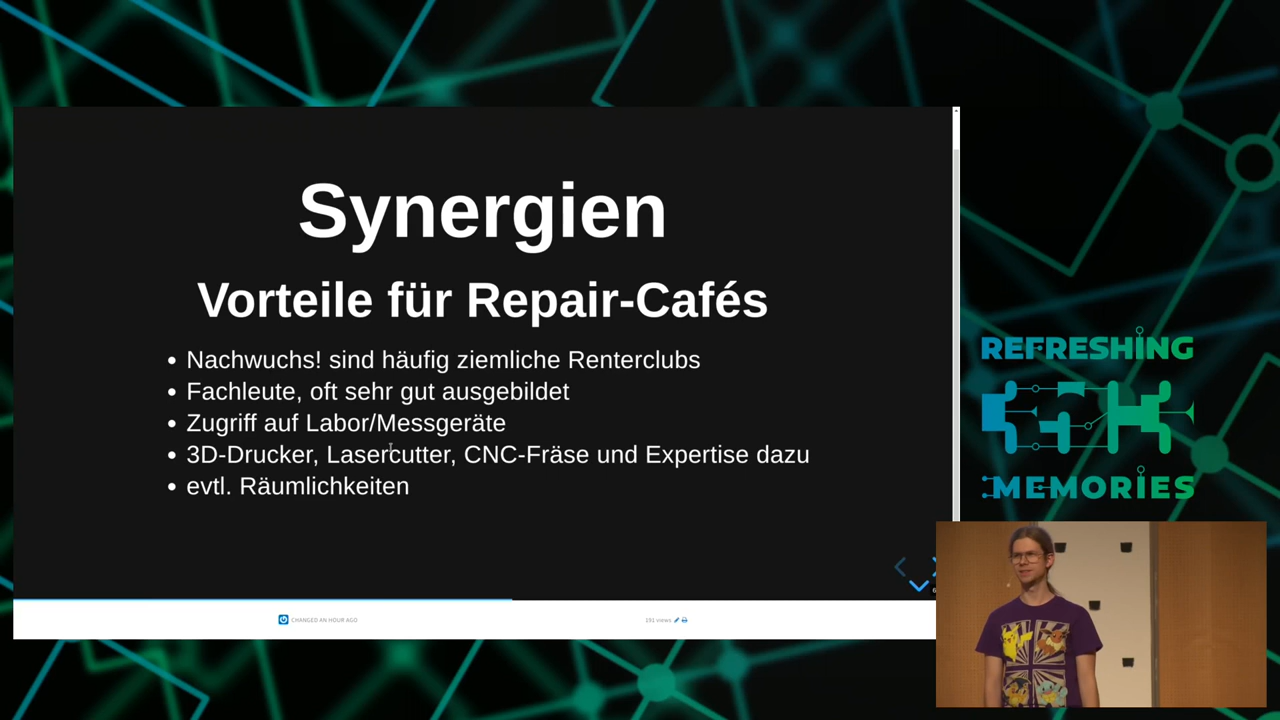 Synergien
Vorteile für Repair-Cafés
Nachwuchs! sind häufig ziemliche Renterclubs
Fachleute, oft sehr gut ausgebildet
Zugriff auf Labor/Messgeräte
3D-Drucker, Lasercutter, CNC-Fräse und Expertise dazu
evtl. Räumlichkeiten
CHANGED AN HOUR AGO
191 views
REFRESHING
MEMORIES